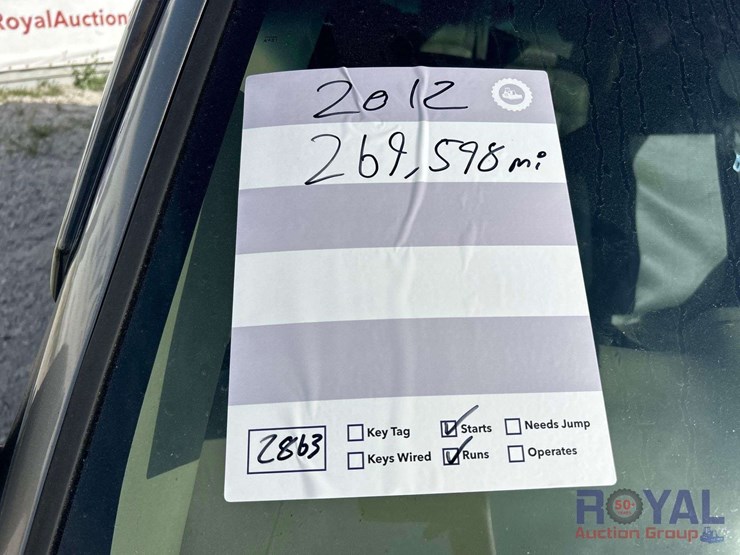 RoyalAuction
2012
269,598 mi
2863
Key Tag
Starts
Needs Jump
Keys Wired
Runs
Operates
ROYAL
50
Auction Group